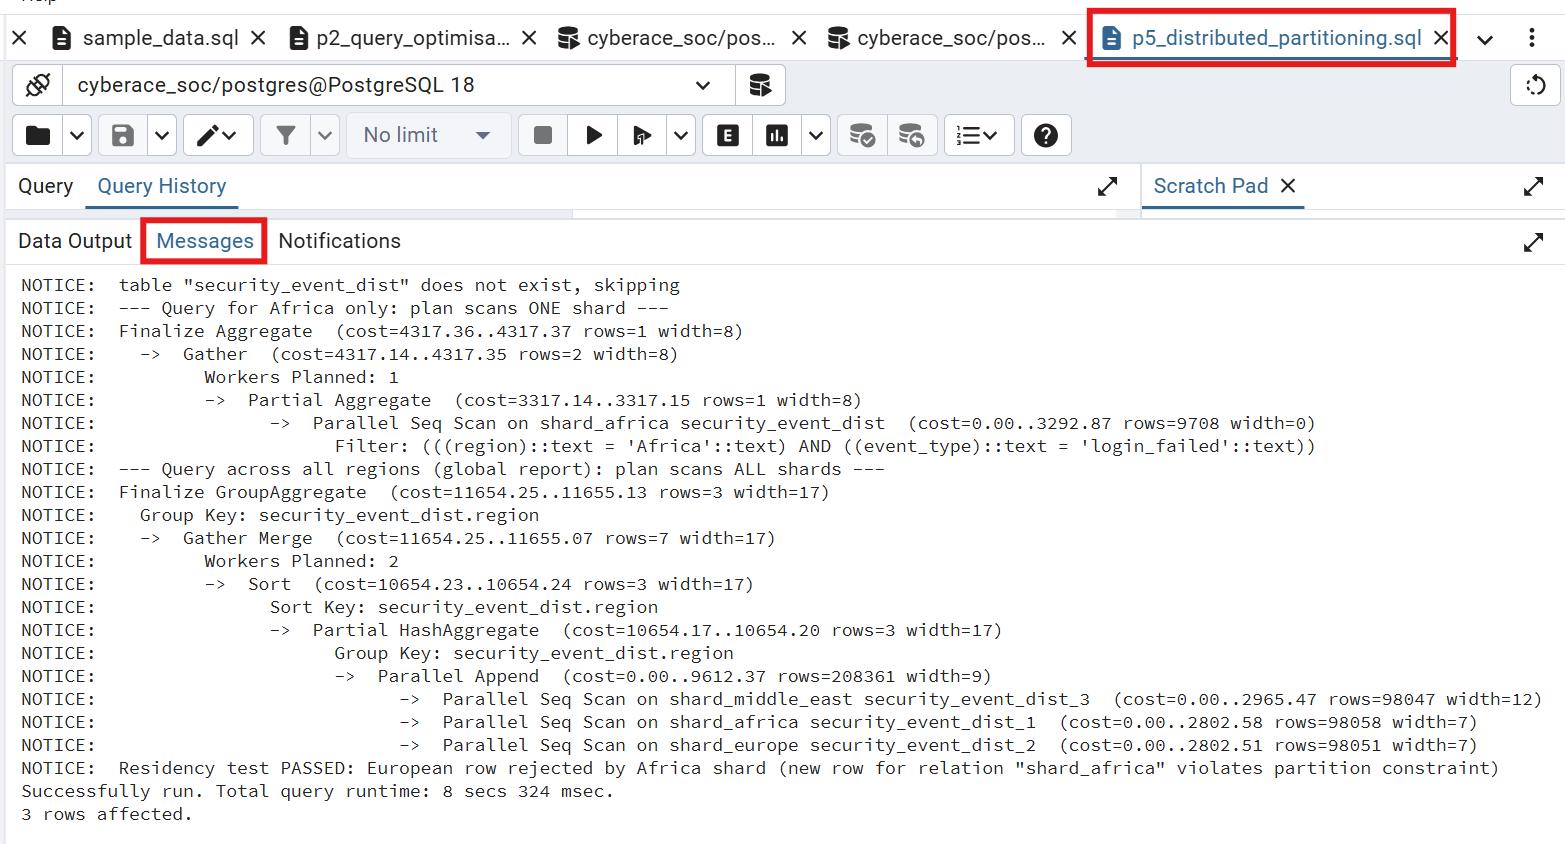 sample_data.sql p2_query_optimisa... cyberace_soc/pos... cyberace_soc/pos... p5_distributed_partitioning.sql
cyberace_soc/postgres@PostgreSQL 18
No limit E
Query Query History Scratch Pad
Data Output Messages Notifications
NOTICE:  table "security_event_dist" does not exist, skipping
NOTICE:  --- Query for Africa only: plan scans ONE shard ---
NOTICE:  Finalize Aggregate  (cost=4317.36..4317.37 rows=1 width=8)
NOTICE:    ->  Gather  (cost=4317.14..4317.35 rows=2 width=8)
NOTICE:          Workers Planned: 1
NOTICE:          ->  Partial Aggregate  (cost=3317.14..3317.15 rows=1 width=8)
NOTICE:                ->  Parallel Seq Scan on shard_africa security_event_dist  (cost=0.00..3292.87 rows=9708 width=0)
NOTICE:                      Filter: (((region)::text = 'Africa'::text) AND ((event_type)::text = 'login_failed'::text))
NOTICE:  --- Query across all regions (global report): plan scans ALL shards ---
NOTICE:  Finalize GroupAggregate  (cost=11654.25..11655.13 rows=3 width=17)
NOTICE:    Group Key: security_event_dist.region
NOTICE:    ->  Gather Merge  (cost=11654.25..11655.07 rows=7 width=17)
NOTICE:          Workers Planned: 2
NOTICE:          ->  Sort  (cost=10654.23..10654.24 rows=3 width=17)
NOTICE:                Sort Key: security_event_dist.region
NOTICE:                ->  Partial HashAggregate  (cost=10654.17..10654.20 rows=3 width=17)
NOTICE:                      Group Key: security_event_dist.region
NOTICE:                      ->  Parallel Append  (cost=0.00..9612.37 rows=208361 width=9)
NOTICE:                            ->  Parallel Seq Scan on shard_middle_east security_event_dist_3  (cost=0.00..2965.47 rows=98047 width=12)
NOTICE:                            ->  Parallel Seq Scan on shard_africa security_event_dist_1  (cost=0.00..2802.58 rows=98058 width=7)
NOTICE:                            ->  Parallel Seq Scan on shard_europe security_event_dist_2  (cost=0.00..2802.51 rows=98051 width=7)
NOTICE:  Residency test PASSED: European row rejected by Africa shard (new row for relation "shard_africa" violates partition constraint)
Successfully run. Total query runtime: 8 secs 324 msec.
3 rows affected.